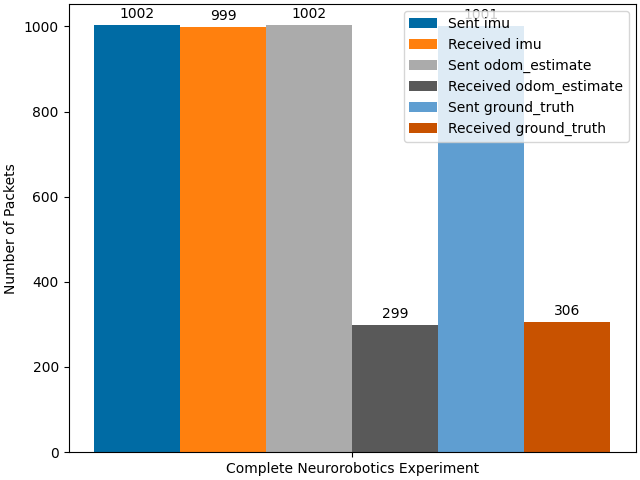 1002
999
1002
299
1001
306
Sent imu
Received imu
Sent odom_estimate
Received odom_estimate
Sent ground_truth
Received ground_truth
Number of Packets
1000
800
600
400
200
0
Complete Neurorobotics Experiment